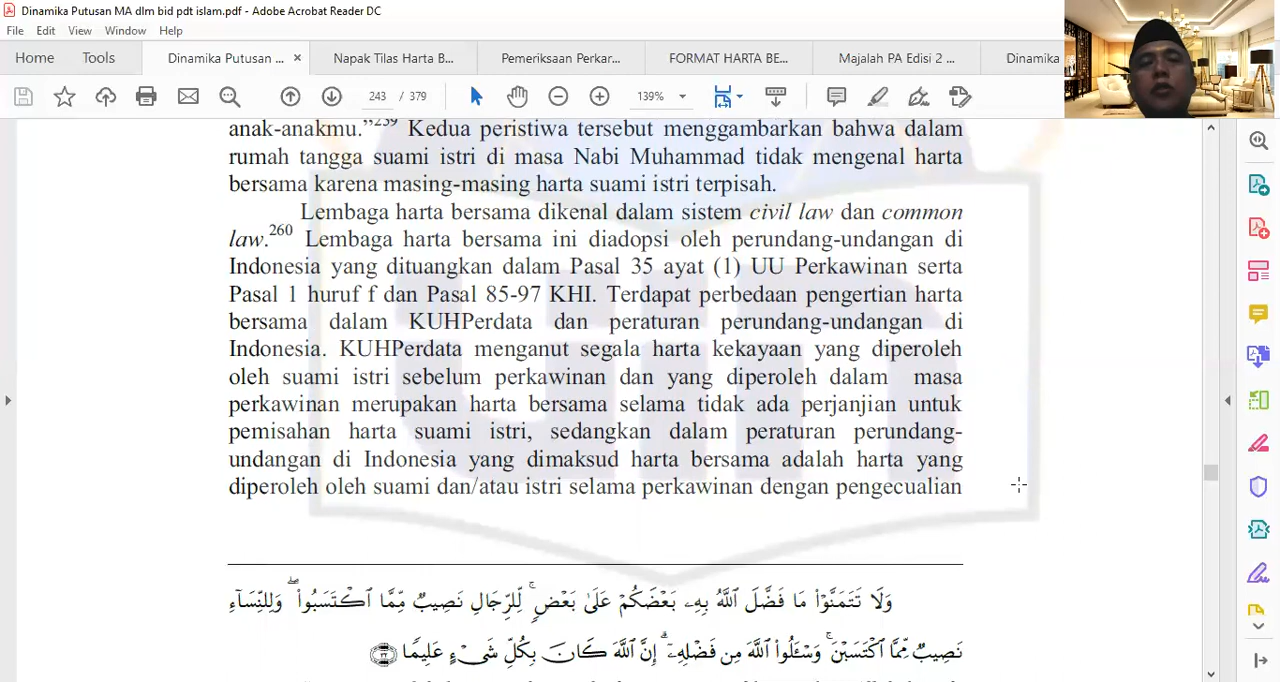 Dinamika Putusan MA dlm bid pdt islam.pdf - Adobe Acrobat Reader DC
File Edit View Window Help
Home Tools Dinamika Putusan ... × Napak Tilas Harta B... Pemeriksaan Perkar... FORMAT HARTA BE... Majalah PA Edisi 2 ... Dinamika
243 / 379 139%
anak-anakmu."239 Kedua peristiwa tersebut menggambarkan bahwa dalam
rumah tangga suami istri di masa Nabi Muhammad tidak mengenal harta
bersama karena masing-masing harta suami istri terpisah.
Lembaga harta bersama dikenal dalam sistem civil law dan common
law.260 Lembaga harta bersama ini diadopsi oleh perundang-undangan di
Indonesia yang dituangkan dalam Pasal 35 ayat (1) UU Perkawinan serta
Pasal 1 huruf f dan Pasal 85-97 KHI. Terdapat perbedaan pengertian harta
bersama dalam KUHPerdata dan peraturan perundang-undangan di
Indonesia. KUHPerdata menganut segala harta kekayaan yang diperoleh
oleh suami istri sebelum perkawinan dan yang diperoleh dalam masa
perkawinan merupakan harta bersama selama tidak ada perjanjian untuk
pemisahan harta suami istri, sedangkan dalam peraturan perundang-
undangan di Indonesia yang dimaksud harta bersama adalah harta yang
diperoleh oleh suami dan/atau istri selama perkawinan dengan pengecualian
وَلَا تَتَمَنَّوْا۟ مَا فَضَّلَ ٱللَّهُ بِهِۦ بَعْضَكُمْ عَلَىٰ بَعْضٍ ۚ لِّلرِّجَالِ نَصِيبٌ مِّمَّا ٱكْتَسَبُوا۟ ۖ وَلِلنِّسَآءِ
نَصِيبٌ مِّمَّا ٱكْتَسَبْنَ ۚ وَسْـَٔلُوا۟ ٱللَّهَ مِن فَضْلِهِۦٓ ۗ إِنَّ ٱللَّهَ كَانَ بِكُلِّ شَىْءٍ عَلِيمًا ٣٢